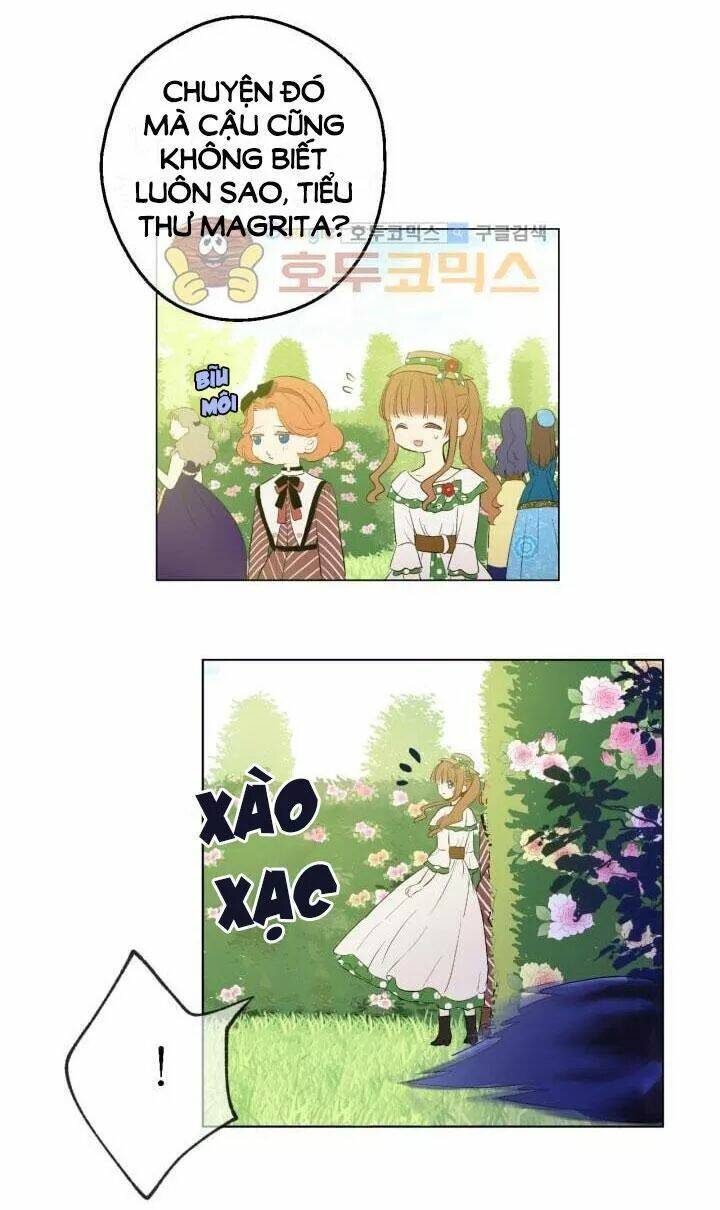 CHUYỆN ĐÓ
MÀ CẬU CŨNG
KHÔNG BIẾT
LUÔN SAO, TIỂU
THƯ MAGRITA?
호두코믹스 구글검색
호두코믹스
BĨU
MÔI
XÀO
XẠC
!